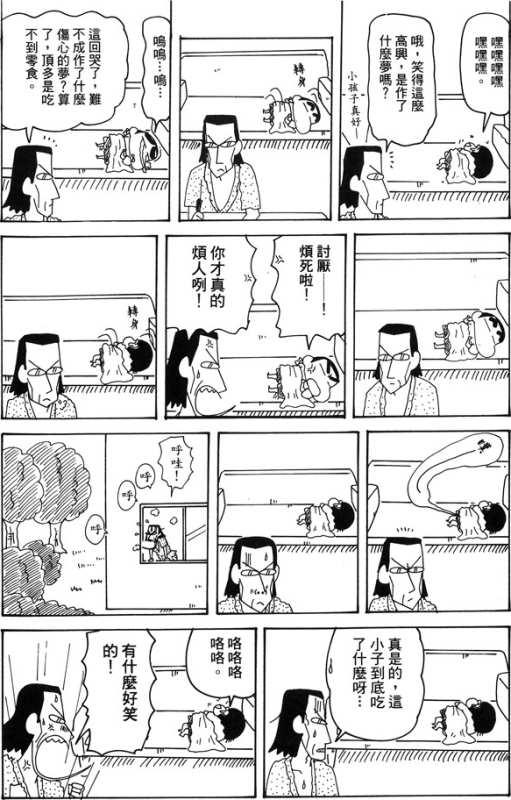 嘿嘿嘿嘿
嘿嘿嘿。
哦，笑得這麼
高興，是作了
什麼夢嗎？
小孩子真好
轉身
嗚嗚…嗚…
這回哭了，難
不成作了什麼
傷心的夢？算
了，頂多是吃
不到零食。
討厭——！
煩死啦！
你才真的
煩人咧！
轉身
噗
呼哇！
呼
呼
呼
真是的，這
小子到底吃
了什麼呀…
咯咯咯
咯咯。
有什麼好笑
的！